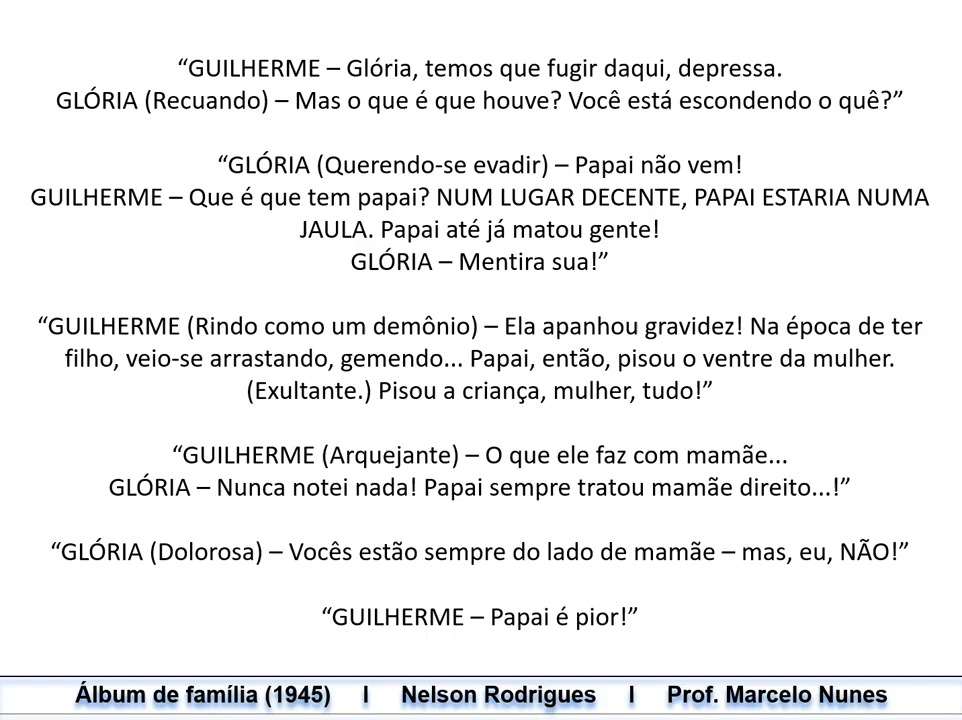 “GUILHERME – Glória, temos que fugir daqui, depressa.
GLÓRIA (Recuando) – Mas o que é que houve? Você está escondendo o quê?”
“GLÓRIA (Querendo-se evadir) – Papai não vem!
GUILHERME – Que é que tem papai? NUM LUGAR DECENTE, PAPAI ESTARIA NUMA
JAULA. Papai até já matou gente!
GLÓRIA – Mentira sua!”
“GUILHERME (Rindo como um demônio) – Ela apanhou gravidez! Na época de ter
filho, veio-se arrastando, gemendo... Papai, então, pisou o ventre da mulher.
(Exultante.) Pisou a criança, mulher, tudo!”
“GUILHERME (Arquejante) – O que ele faz com mamãe...
GLÓRIA – Nunca notei nada! Papai sempre tratou mamãe direito...!”
“GLÓRIA (Dolorosa) – Vocês estão sempre do lado de mamãe – mas, eu, NÃO!”
“GUILHERME – Papai é pior!”
Álbum de família (1945) I Nelson Rodrigues I Prof. Marcelo Nunes